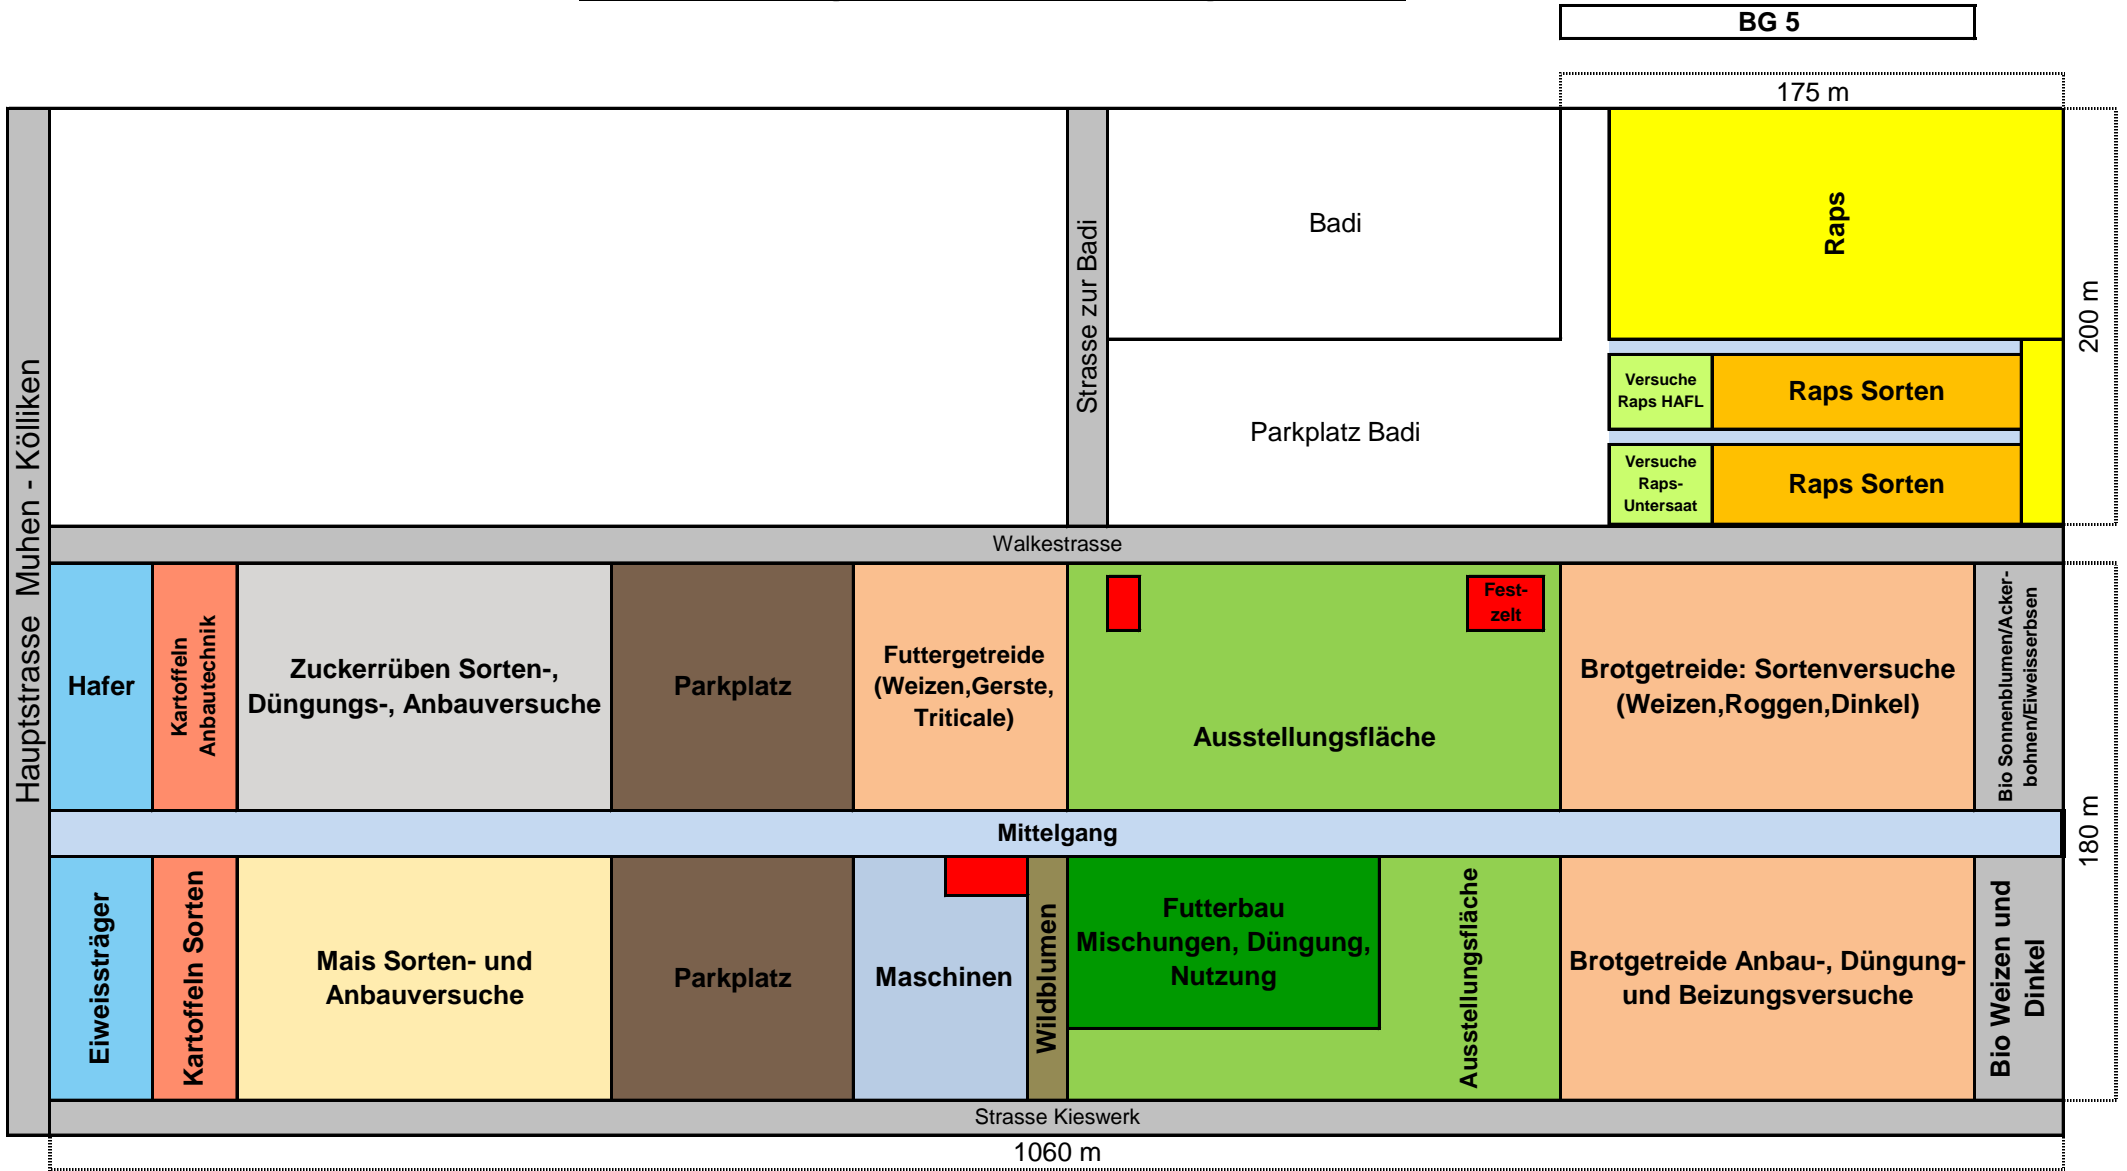 BG 5
175 m
Badi
Raps
Strasse zur Badi
200 m
Hauptstrasse Muhen - Kölliken
Versuche
Raps HAFL
Raps Sorten
Parkplatz Badi
Versuche
Raps-
Untersaat
Raps Sorten
Walkestrasse
Hafer
Kartoffeln
Anbautechnik
Zuckerrüben Sorten-,
Düngungs-, Anbauversuche
Parkplatz
Futtergetreide
(Weizen,Gerste,
Triticale)
Fest-
zelt
Ausstellungsfläche
Brotgetreide: Sortenversuche
(Weizen,Roggen,Dinkel)
Bio Sonnenblumen/Acker-
bohnen/Eiweisserbsen
Mittelgang
180 m
Eiweissträger
Kartoffeln Sorten
Mais Sorten- und
Anbauversuche
Parkplatz
Maschinen
Wildblumen
Futterbau
Mischungen, Düngung,
Nutzung
Ausstellungsfläche
Brotgetreide Anbau-, Düngung-
und Beizungsversuche
Bio Weizen und
Dinkel
Strasse Kieswerk
1060 m